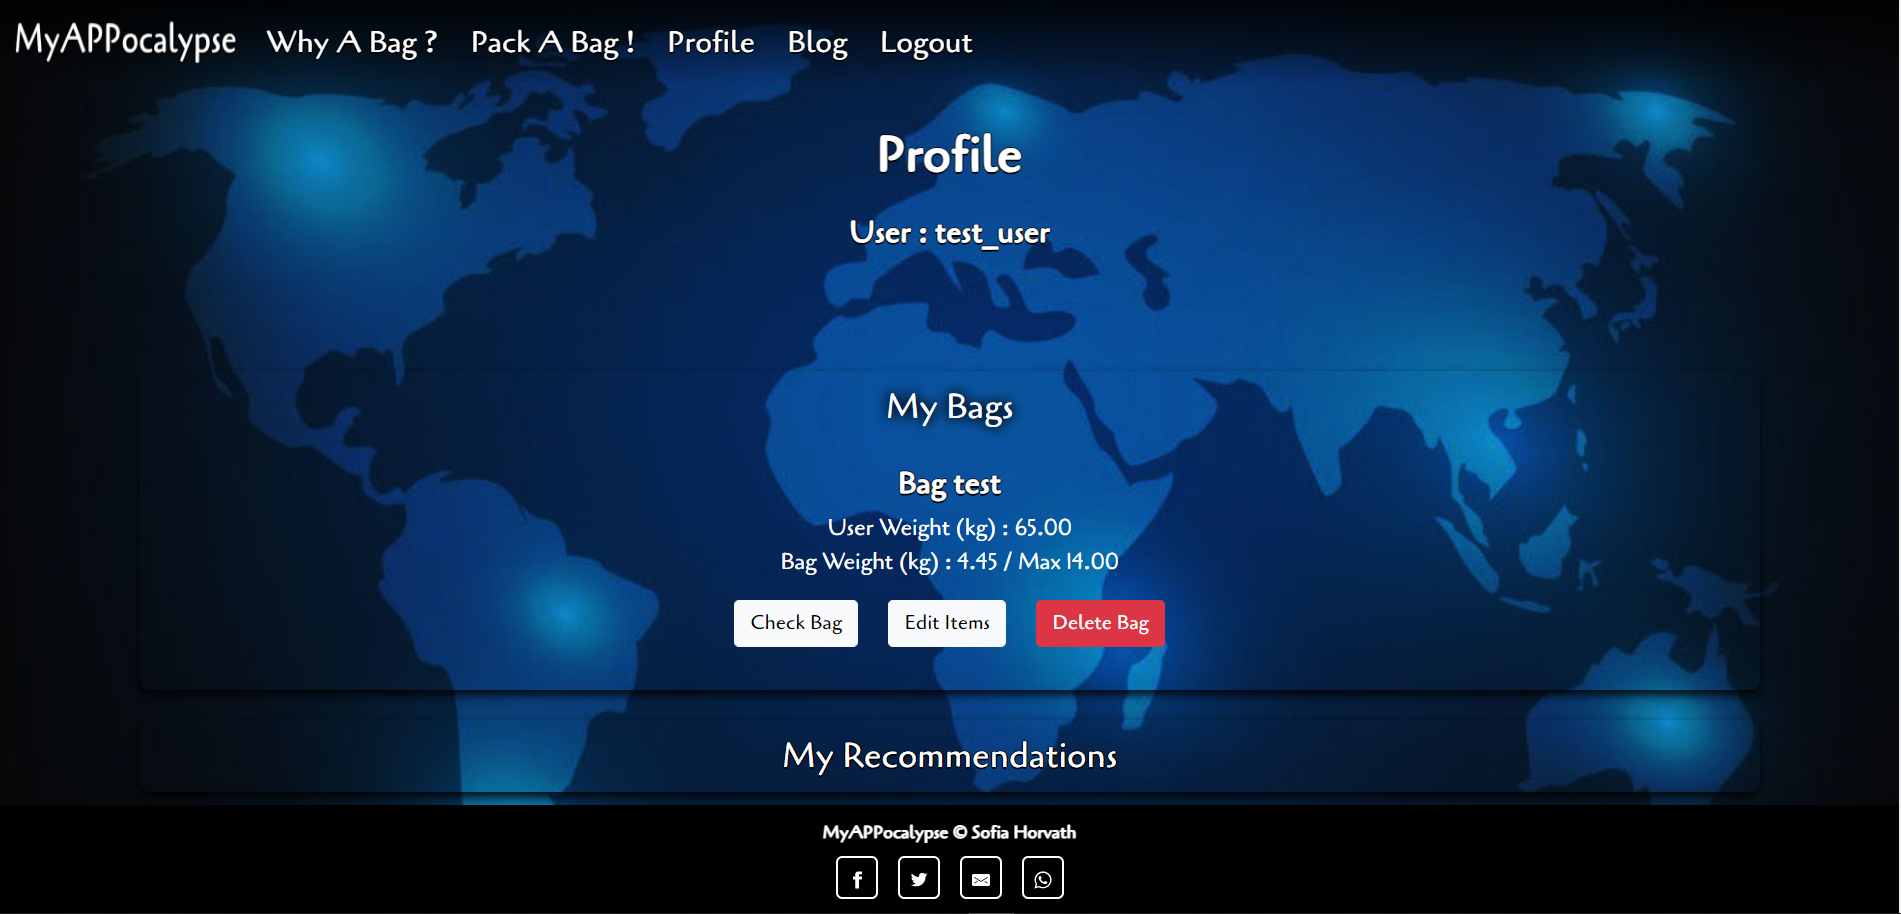 MyAPPocalypse Why A Bag ? Pack A Bag ! Profile Blog Logout
Profile
User : test_user
My Bags
Bag test
User Weight (kg) : 65.00
Bag Weight (kg) : 4.45 / Max 14.00
Check Bag Edit Items Delete Bag
My Recommendations
MyAPPocalypse © Sofia Horvath